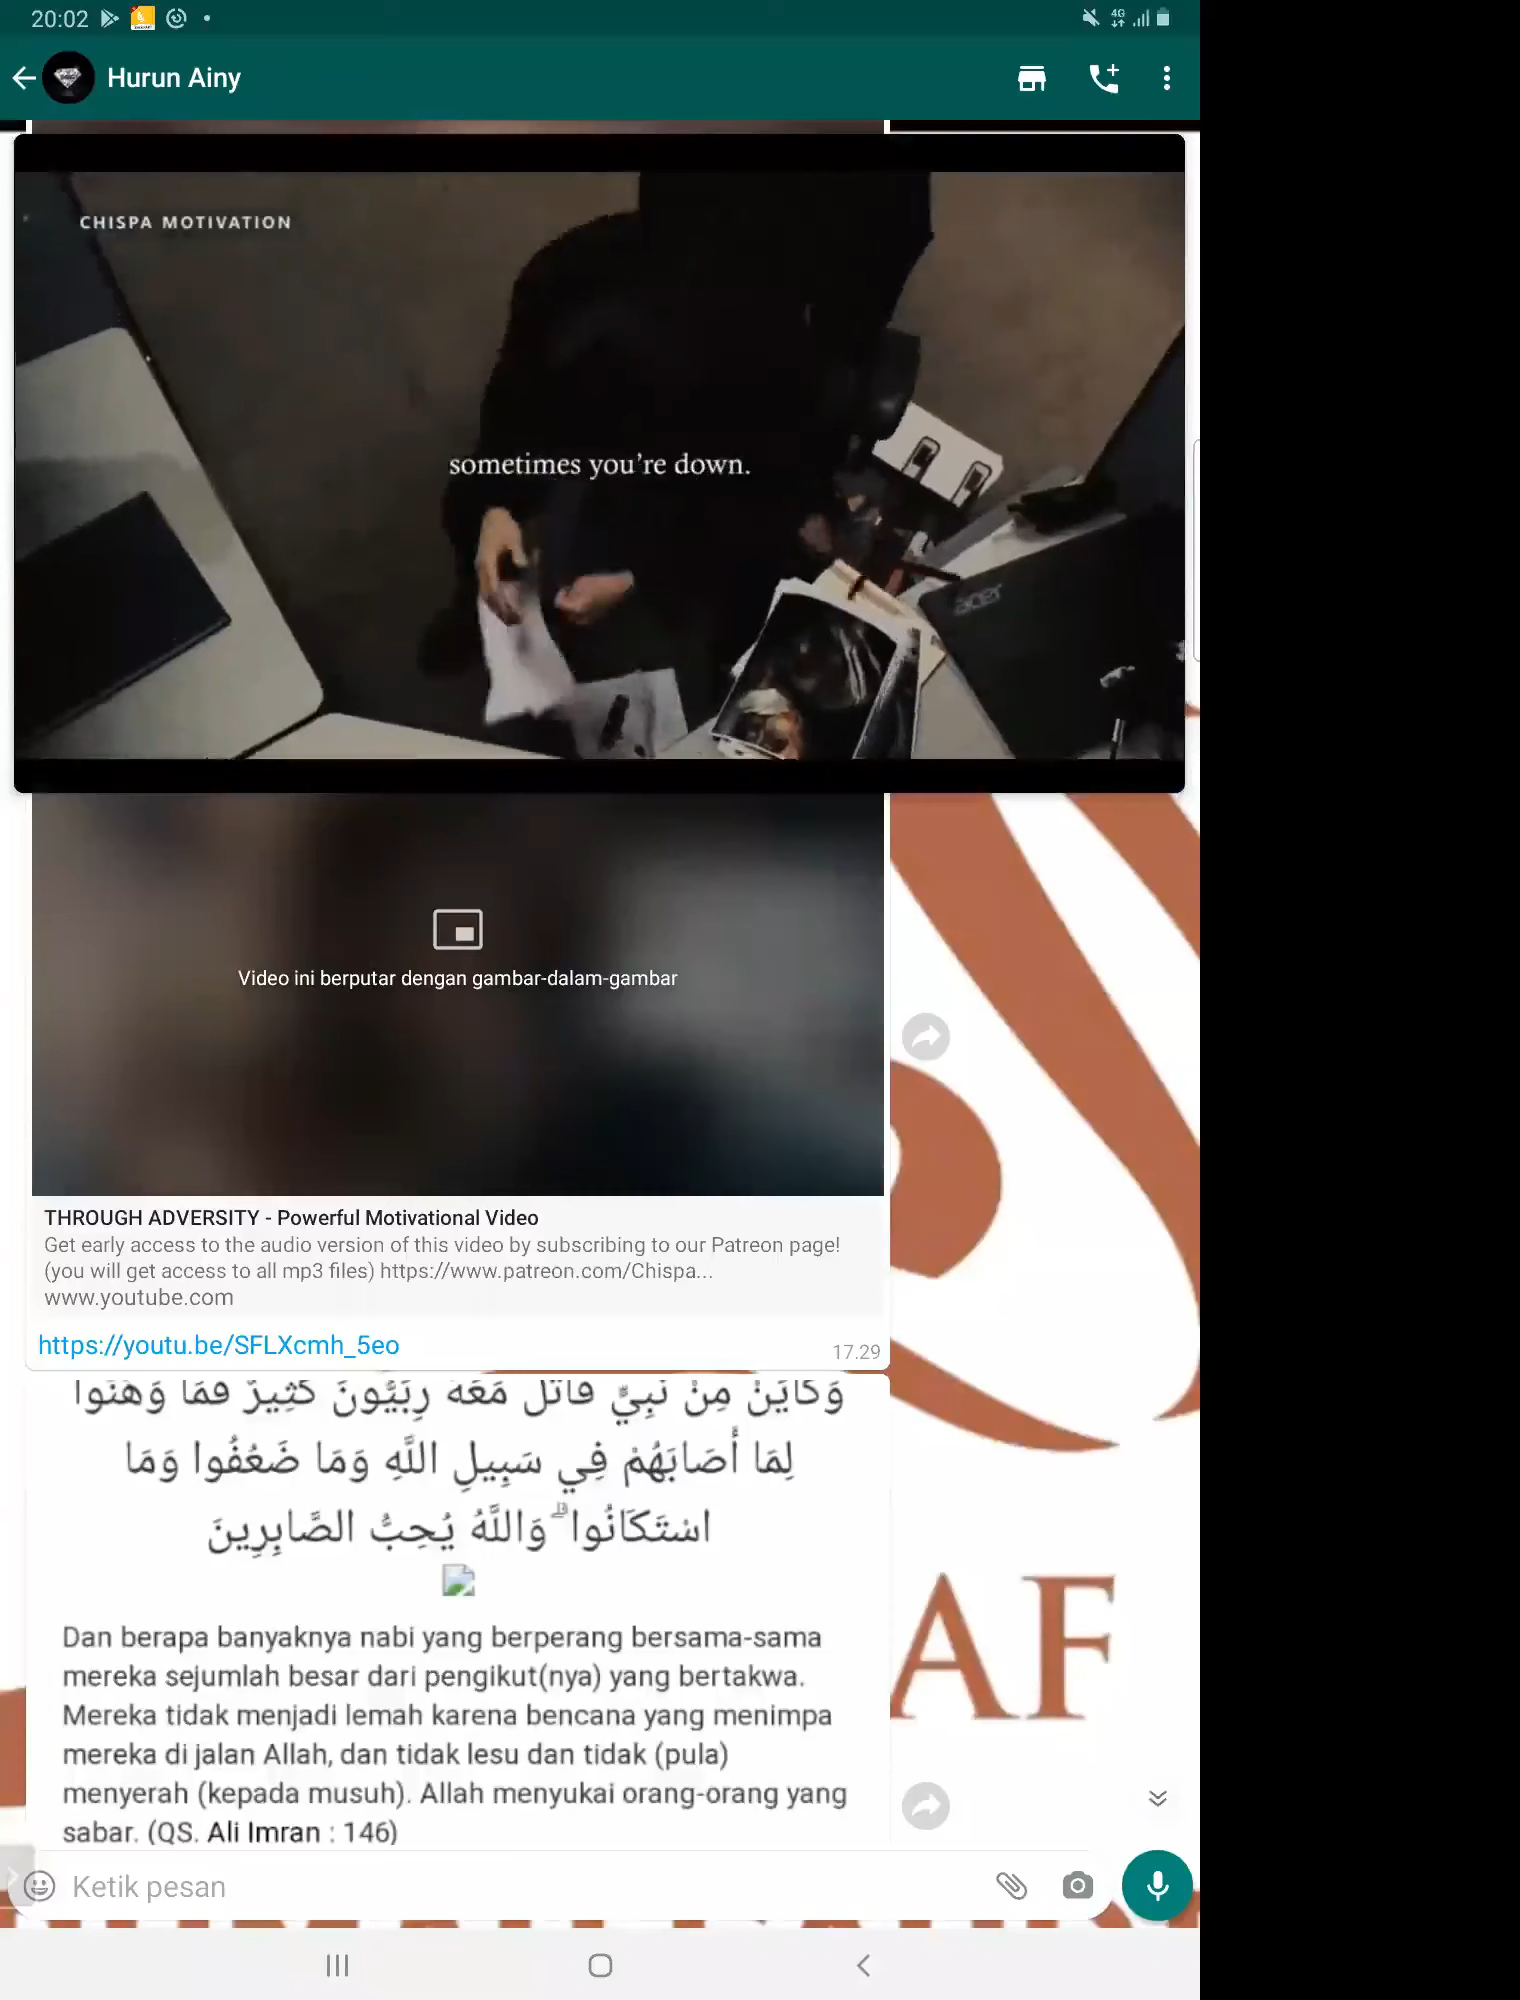 20:02
4G
Hurun Ainy
CHISPA MOTIVATION
sometimes you're down.
acer
Video ini berputar dengan gambar-dalam-gambar
THROUGH ADVERSITY - Powerful Motivational Video
Get early access to the audio version of this video by subscribing to our Patreon page!
(you will get access to all mp3 files) https://www.patreon.com/Chispa...
www.youtube.com
https://youtu.be/SFLXcmh_5eo
17.29
وَكَأَيِّنْ مِنْ نَبِيٍّ قَاتَلَ مَعَهُ رِبِّيُّونَ كَثِيرٌ فَمَا وَهَنُوا
لِمَا أَصَابَهُمْ فِي سَبِيلِ اللَّهِ وَمَا ضَعُفُوا وَمَا
اسْتَكَانُوا ۗ وَاللَّهُ يُحِبُّ الصَّابِرِينَ
Dan berapa banyaknya nabi yang berperang bersama-sama
mereka sejumlah besar dari pengikut(nya) yang bertakwa.
Mereka tidak menjadi lemah karena bencana yang menimpa
mereka di jalan Allah, dan tidak lesu dan tidak (pula)
menyerah (kepada musuh). Allah menyukai orang-orang yang
sabar. (QS. Ali Imran : 146)
AF
Ketik pesan